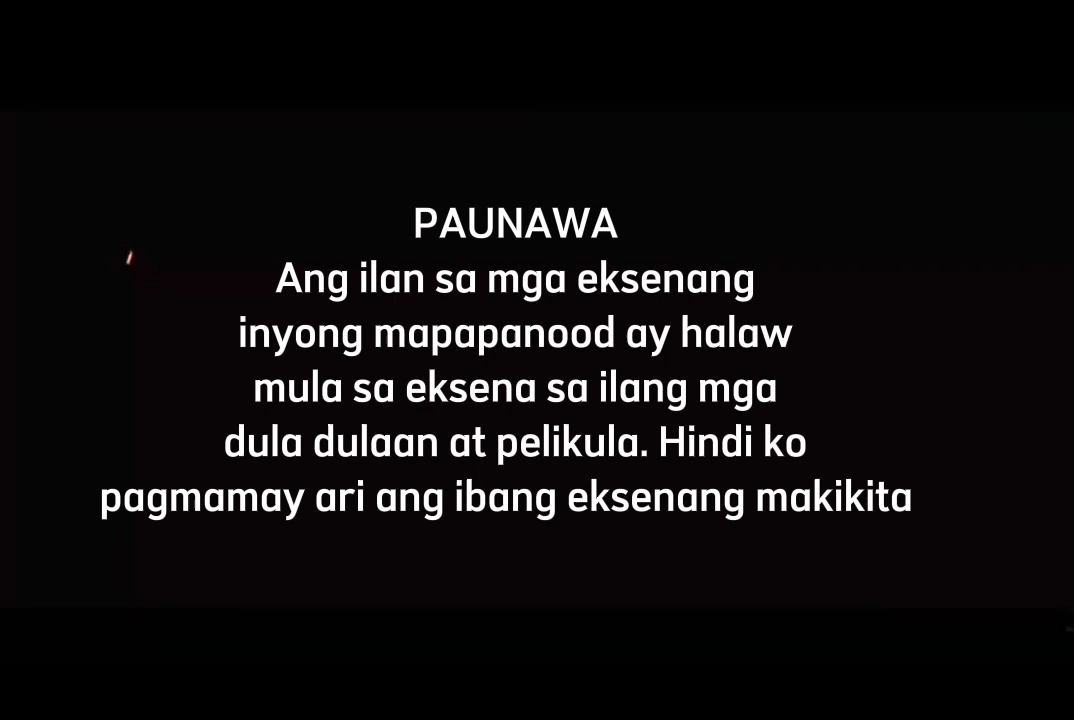 PAUNAWA
Ang ilan sa mga eksenang
inyong mapapanood ay halaw
mula sa eksena sa ilang mga
dula dulaan at pelikula. Hindi ko
pagmamay ari ang ibang eksenang makikita